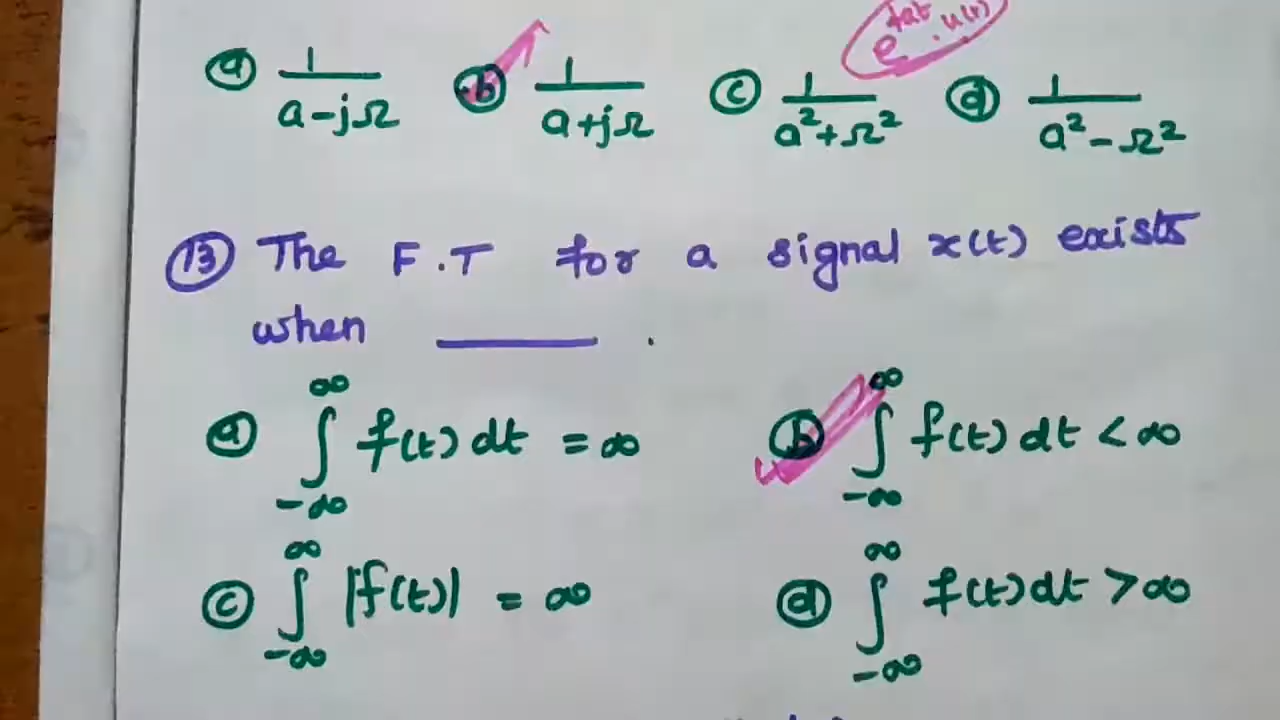 e^-at . u(t)
ⓐ 1/(a-jΩ) ⓑ 1/(a+jΩ) ⓒ 1/(a²+Ω²) ⓓ 1/(a²-Ω²)
⑬ The F.T for a signal x(t) exists
when ______ .
ⓐ ∫_{-∞}^{∞} f(t) dt = ∞ ⓑ ∫_{-∞}^{∞} f(t) dt < ∞
ⓒ ∫_{-∞}^{∞} |f(t)| = ∞ ⓓ ∫_{-∞}^{∞} f(t) dt > ∞